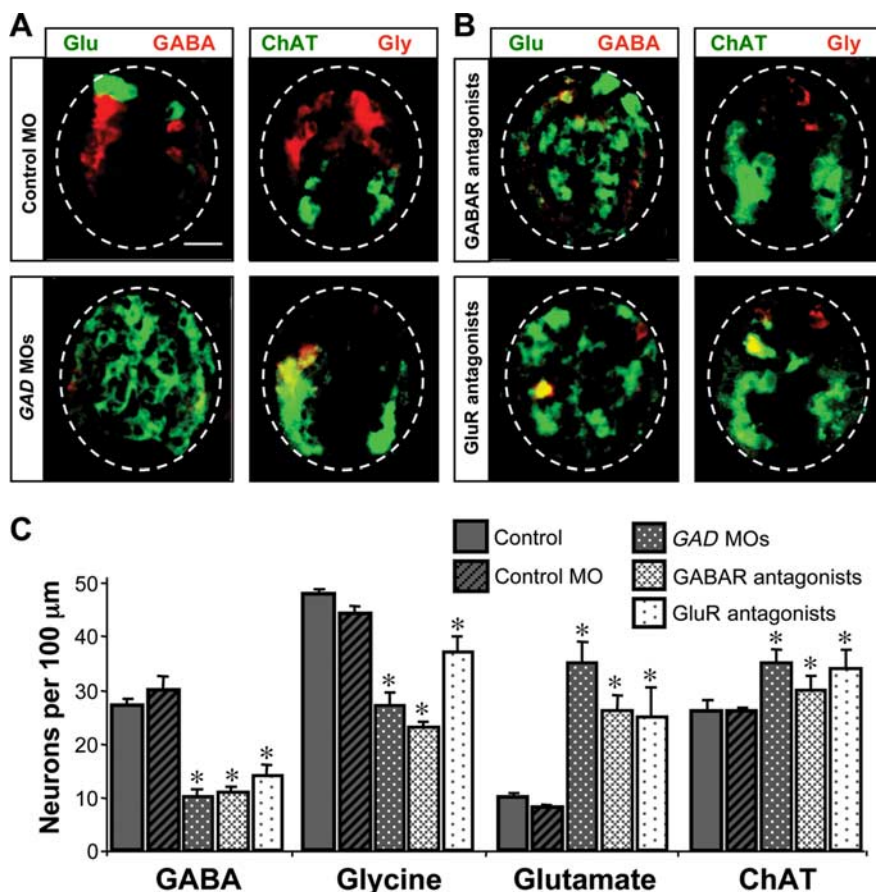 A
Glu GABA
ChAT Gly
B
Glu GABA
ChAT Gly
Control MO
GABAR antagonists
GAD MOs
GluR antagonists
C
Control
Control MO
GAD MOs
GABAR antagonists
GluR antagonists
Neurons per 100 μm
50
40
30
20
10
0
* * *
* * *
* * *
* * *
GABA Glycine Glutamate ChAT